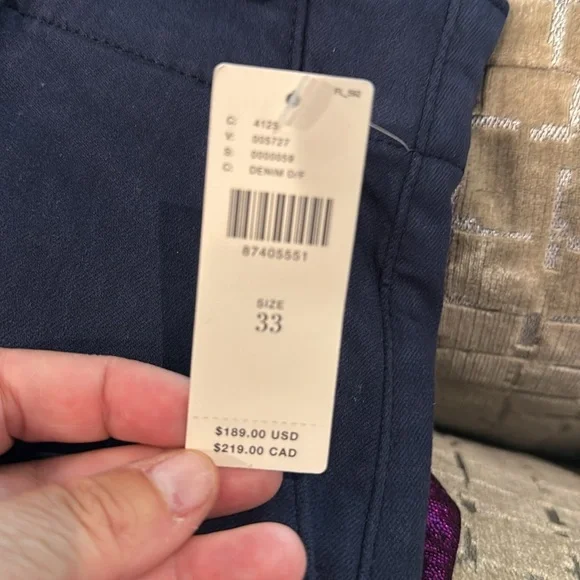 C: 4125
V: 005727
S: 0000059
C: DENIM O/F
87405551
SIZE
33
$189.00 USD
$219.00 CAD